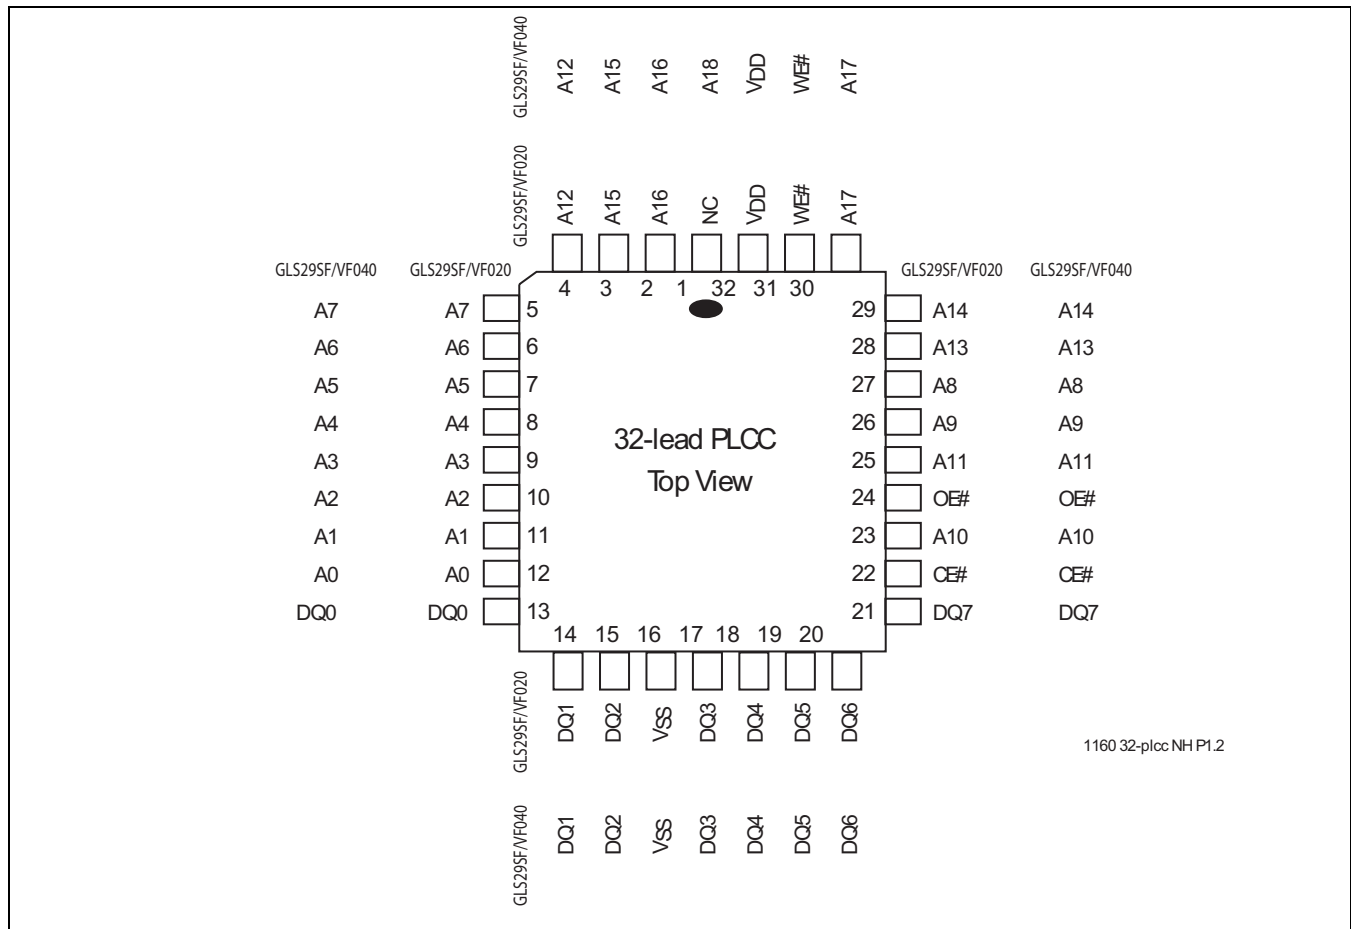 GLS29SF/VF040 A12 A15 A16 A18 VDD WE# A17
GLS29SF/VF020 A12 A15 A16 NC VDD WE# A17
GLS29SF/VF040 GLS29SF/VF020 GLS29SF/VF020 GLS29SF/VF040
4 3 2 1 32 31 30
A7 A7 5 29 A14 A14
A6 A6 6 28 A13 A13
A5 A5 7 27 A8 A8
A4 A4 8 26 A9 A9
32-lead PLCC
A3 A3 9 25 A11 A11
Top View
A2 A2 10 24 OE# OE#
A1 A1 11 23 A10 A10
A0 A0 12 22 CE# CE#
DQ0 DQ0 13 21 DQ7 DQ7
14 15 16 17 18 19 20
GLS29SF/VF020 DQ1 DQ2 VSS DQ3 DQ4 DQ5 DQ6
1160 32-plcc NH P1.2
GLS29SF/VF040 DQ1 DQ2 VSS DQ3 DQ4 DQ5 DQ6